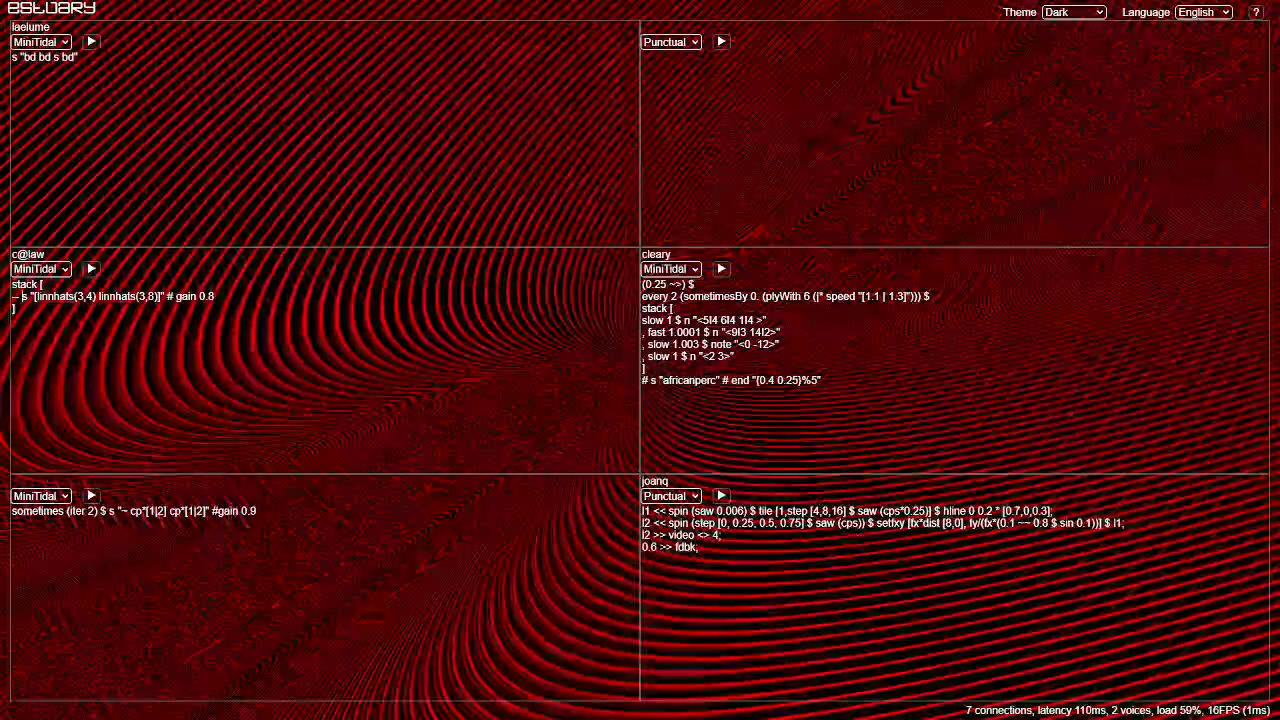 estuary
Theme Dark Language English ?
laelume
MiniTidal
s "bd bd s bd"
Punctual
c@law
MiniTidal
stack [
-- s "[linnhats(3,4) linnhats(3,8)]" # gain 0.8
]
cleary
MiniTidal
(0.25 ~>) $
every 2 (sometimesBy 0. (plyWith 6 (|* speed "[1.1 | 1.3]"))) $
stack [
slow 1 $ n "<5!4 6!4 1!4 >"
, fast 1.0001 $ n "<9!3 14!2>"
, slow 1.003 $ note "<0 -12>"
, slow 1 $ n "<2 3>"
]
# s "africanperc" # end "{0.4 0.25}%5"
MiniTidal
sometimes (iter 2) $ s "~ cp*[1|2] cp*[1|2]" #gain 0.9
joanq
Punctual
l1 << spin (saw 0.006) $ tile [1,step [4,8,16] $ saw (cps*0.25)] $ hline 0 0.2 * [0.7,0,0.3];
l2 << spin (step [0, 0.25, 0.5, 0.75] $ saw (cps)) $ setfxy [fx*dist [8,0], fy/(fx*(0.1 ~~ 0.8 $ sin 0.1))] $ l1;
l2 >> video <> 4;
0.6 >> fdbk;
7 connections, latency 110ms, 2 voices, load 59%, 16FPS (1ms)